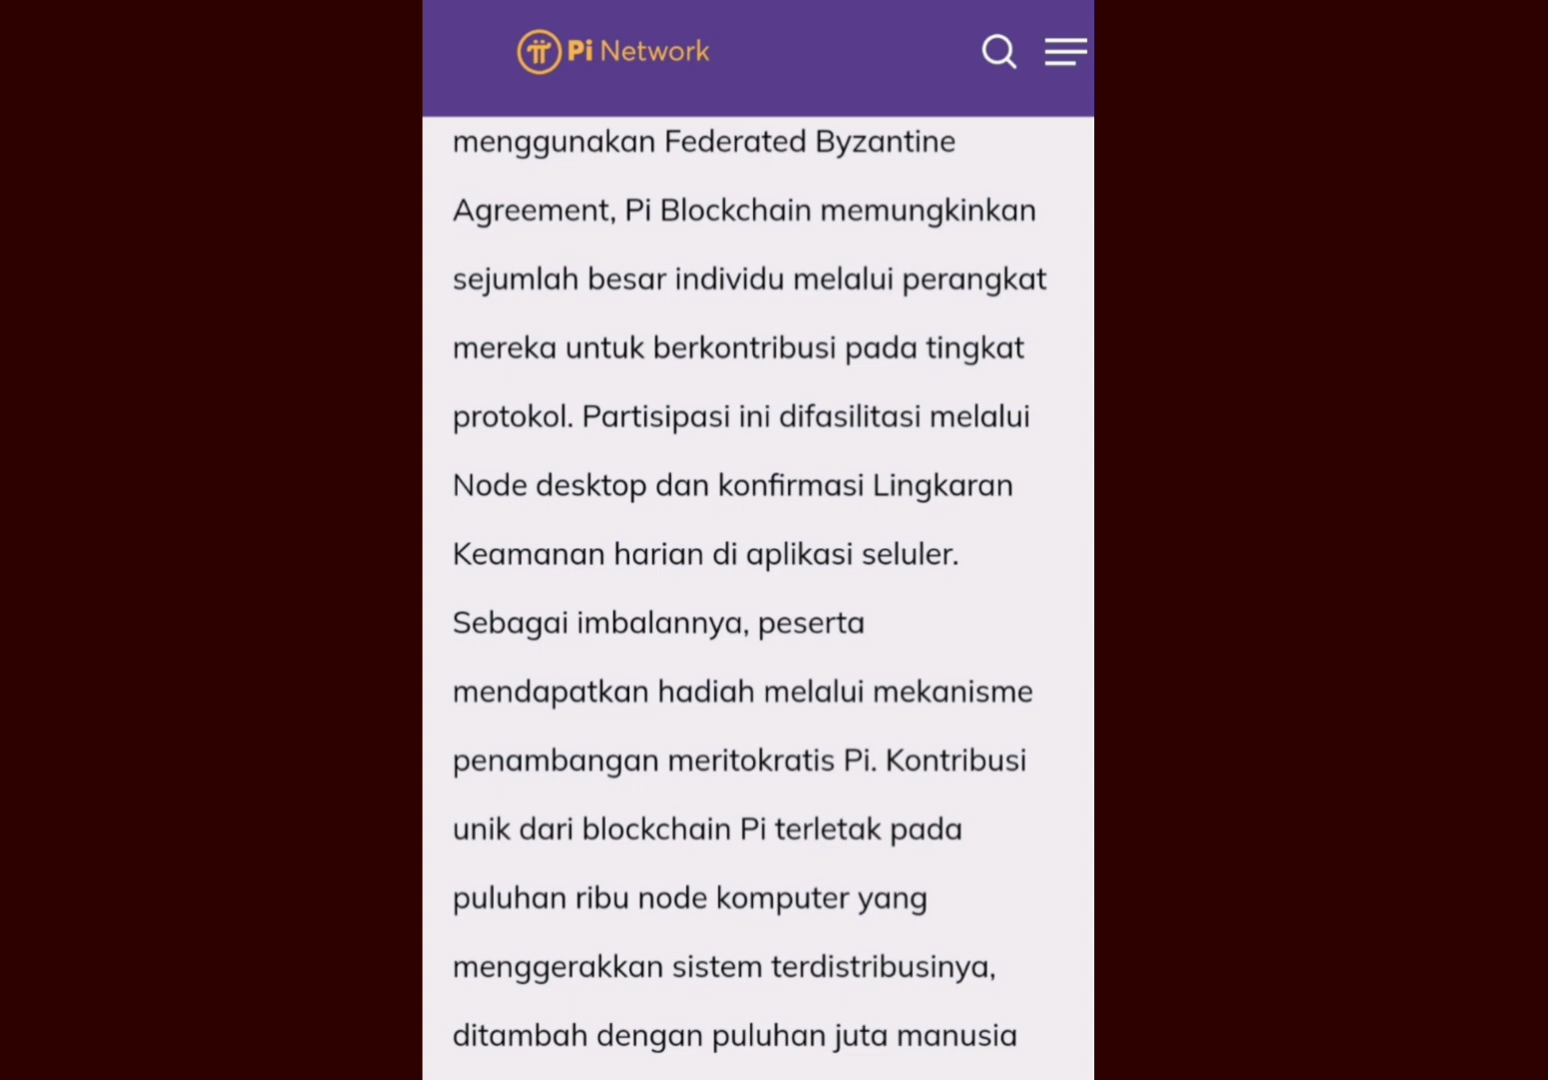 Pi Network
menggunakan Federated Byzantine
Agreement, Pi Blockchain memungkinkan
sejumlah besar individu melalui perangkat
mereka untuk berkontribusi pada tingkat
protokol. Partisipasi ini difasilitasi melalui
Node desktop dan konfirmasi Lingkaran
Keamanan harian di aplikasi seluler.
Sebagai imbalannya, peserta
mendapatkan hadiah melalui mekanisme
penambangan meritokratis Pi. Kontribusi
unik dari blockchain Pi terletak pada
puluhan ribu node komputer yang
menggerakkan sistem terdistribusinya,
ditambah dengan puluhan juta manusia